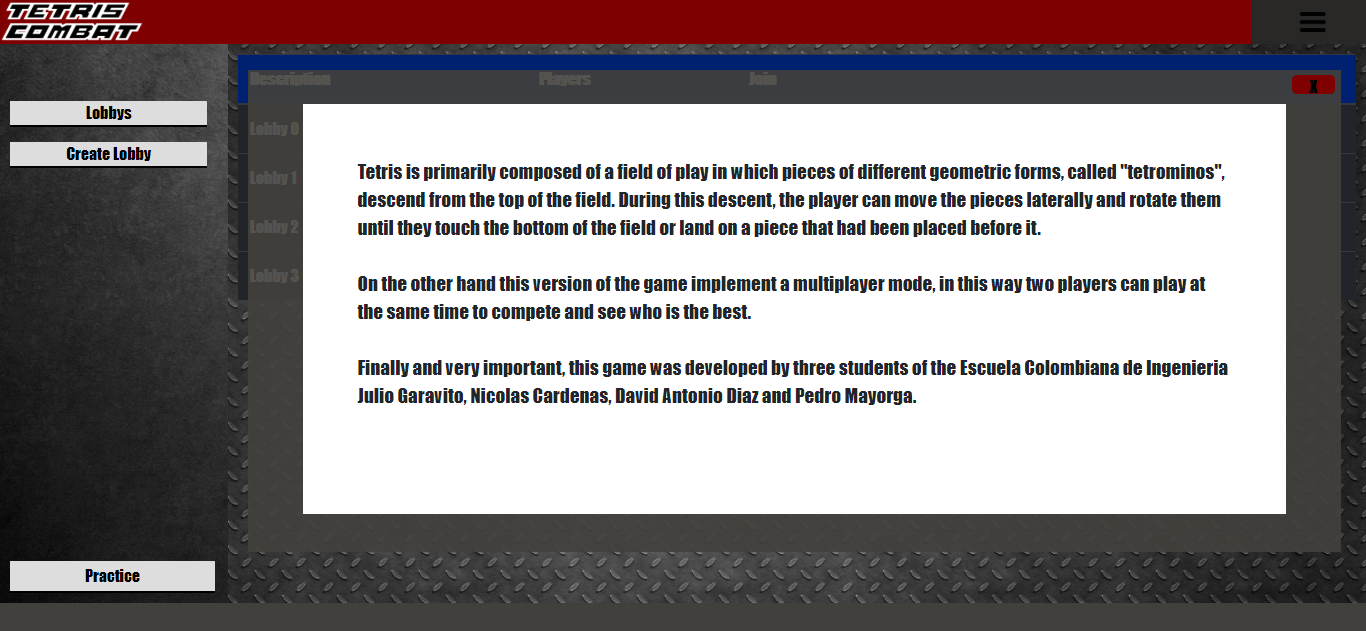 TETRIS
COMBAT
Description Players Join
X
Lobbys
Create Lobby
Lobby 0
Lobby 1
Lobby 2
Lobby 3
Tetris is primarily composed of a field of play in which pieces of different geometric forms, called "tetrominos",
descend from the top of the field. During this descent, the player can move the pieces laterally and rotate them
until they touch the bottom of the field or land on a piece that had been placed before it.
On the other hand this version of the game implement a multiplayer mode, in this way two players can play at
the same time to compete and see who is the best.
Finally and very important, this game was developed by three students of the Escuela Colombiana de Ingenieria
Julio Garavito, Nicolas Cardenas, David Antonio Diaz and Pedro Mayorga.
Practice